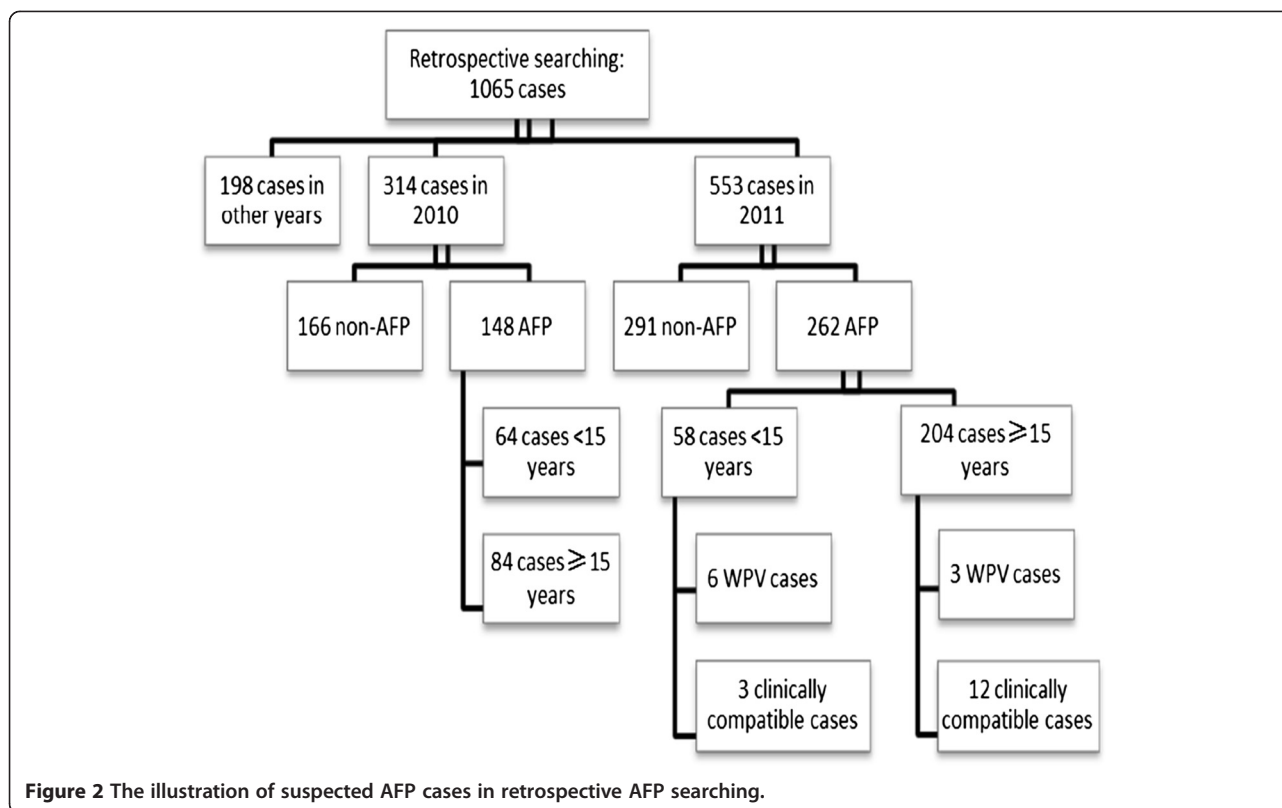 Retrospective searching:
1065 cases
198 cases in
other years
314 cases in
2010
553 cases in
2011
166 non-AFP
148 AFP
291 non-AFP
262 AFP
64 cases <15
years
84 cases ⩾ 15
years
58 cases <15
years
204 cases ⩾15
years
6 WPV cases
3 WPV cases
3 clinically
compatible cases
12 clinically
compatible cases
Figure 2 The illustration of suspected AFP cases in retrospective AFP searching.